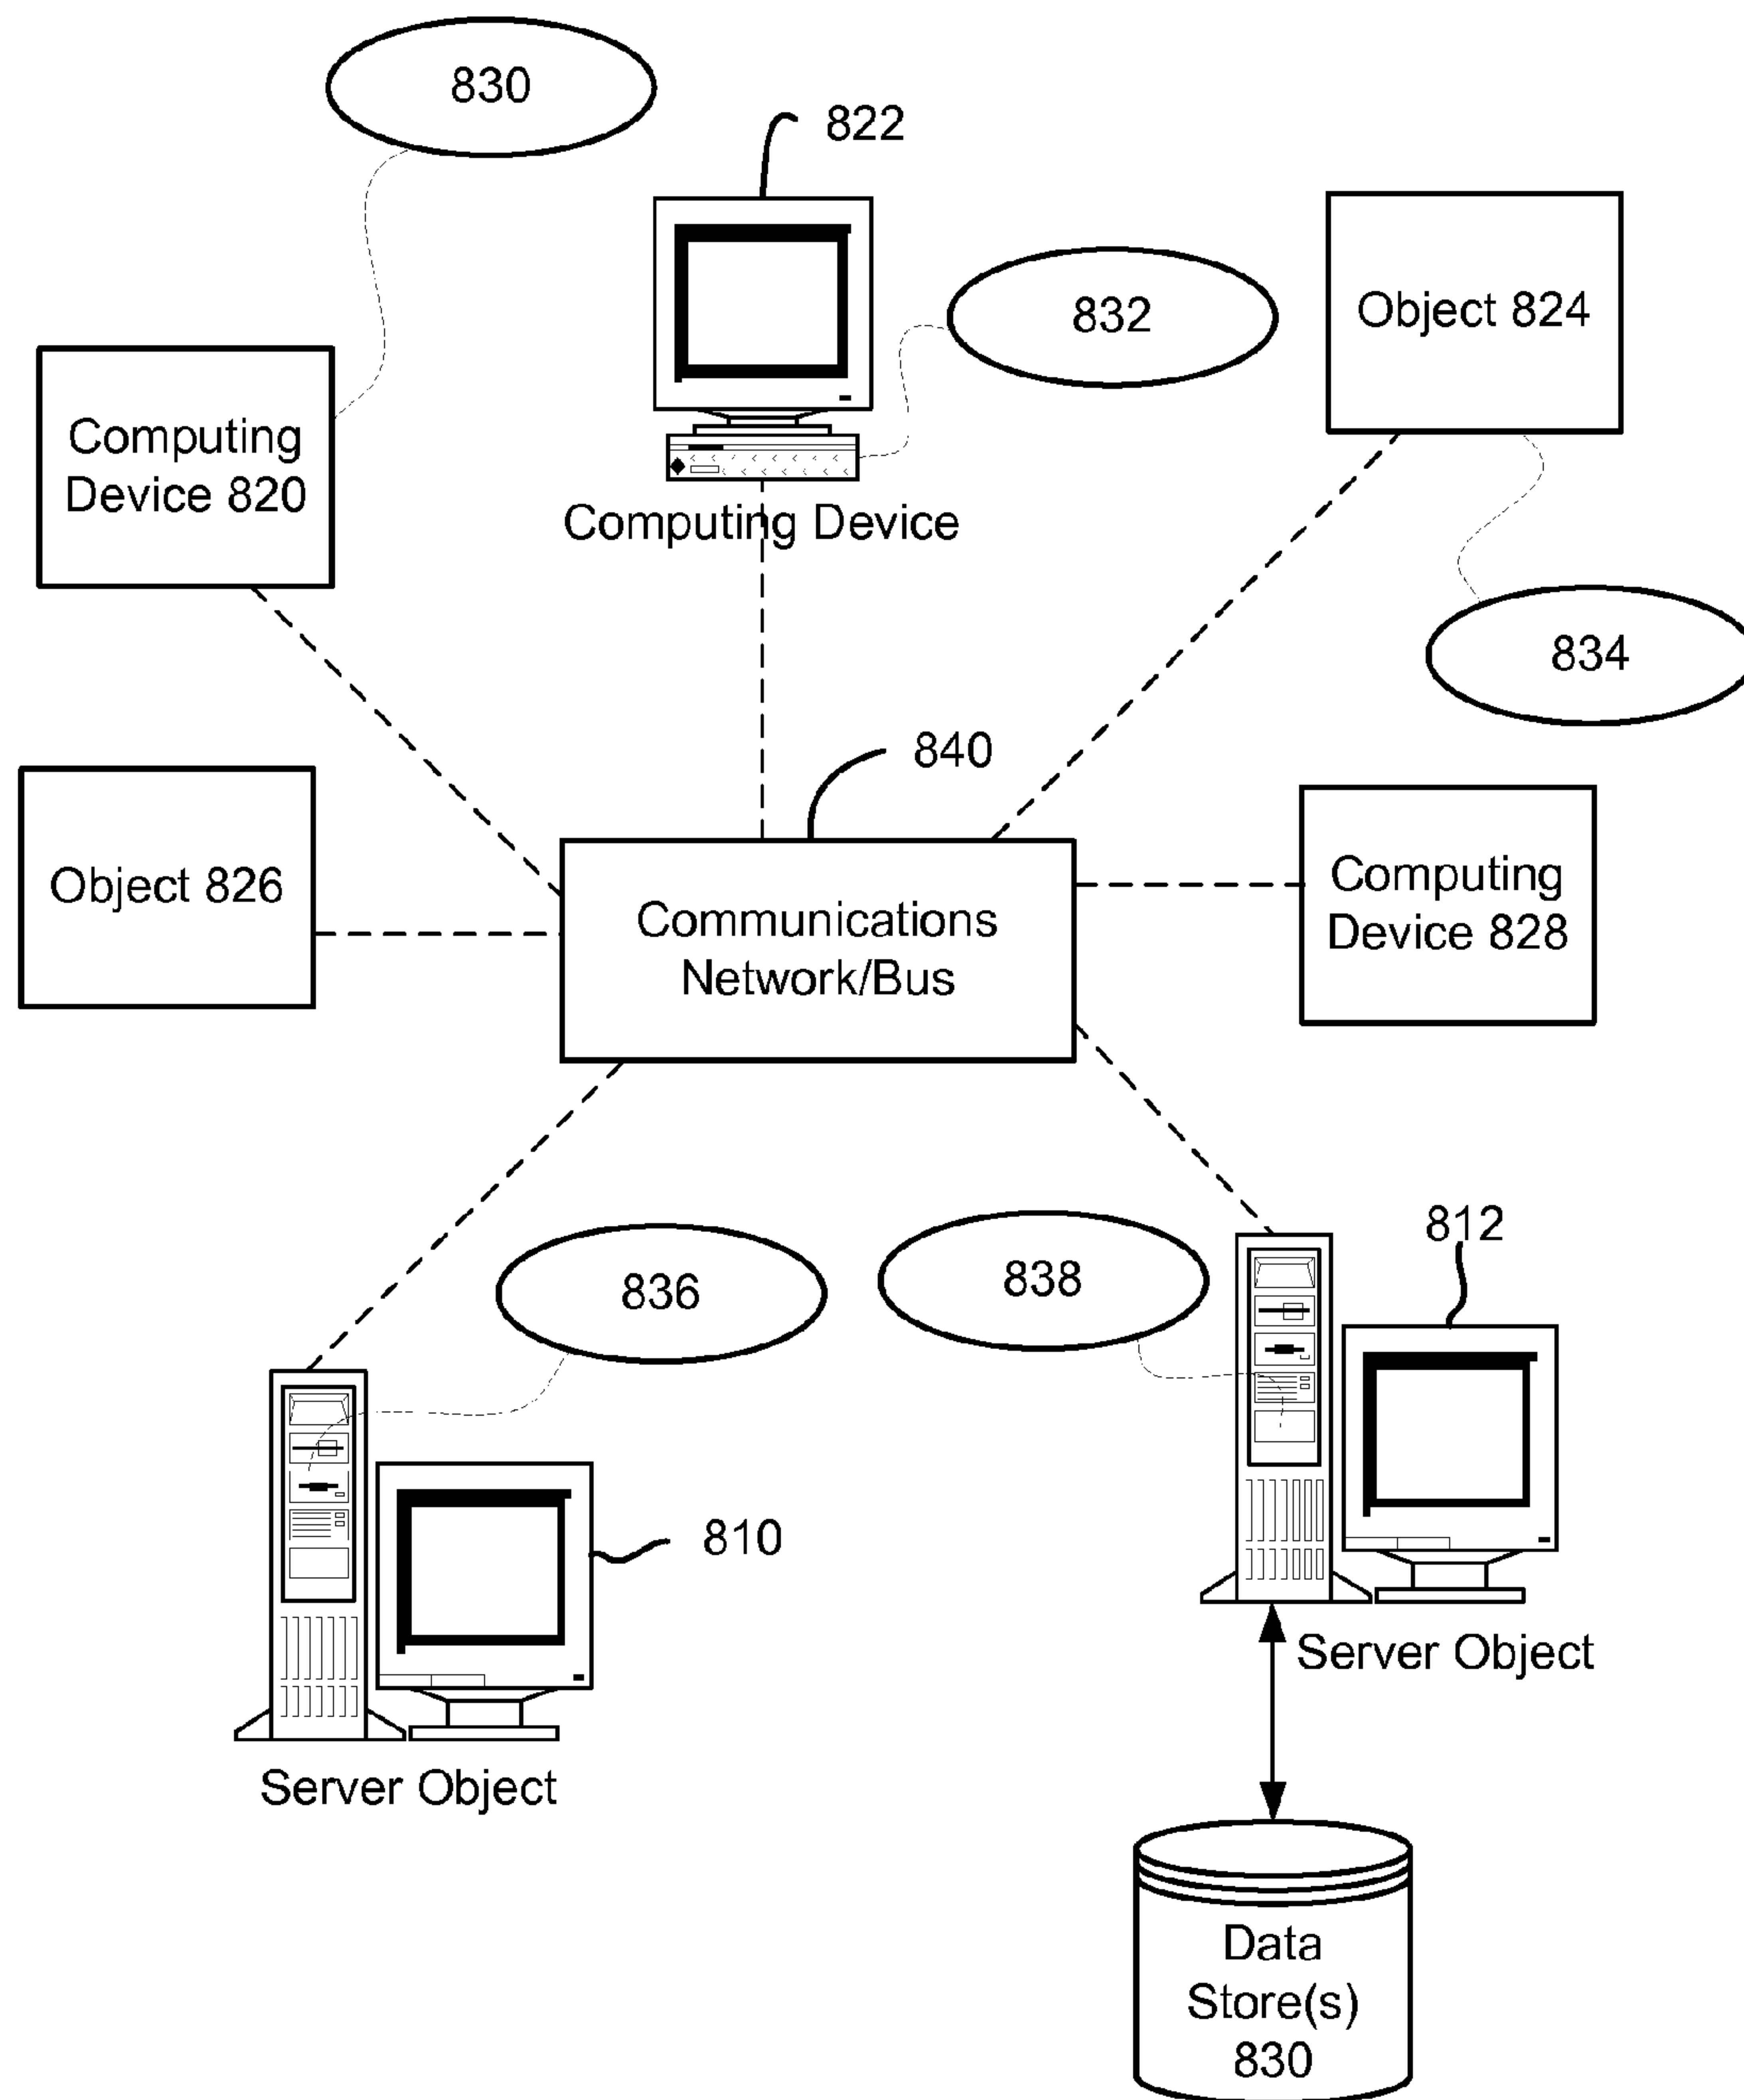 830
822
832
Object 824
Computing
Device 820
Computing Device
834
840
Object 826
Communications
Network/Bus
Computing
Device 828
836
838
812
810
Server Object
Server Object
Data
Store(s)
830